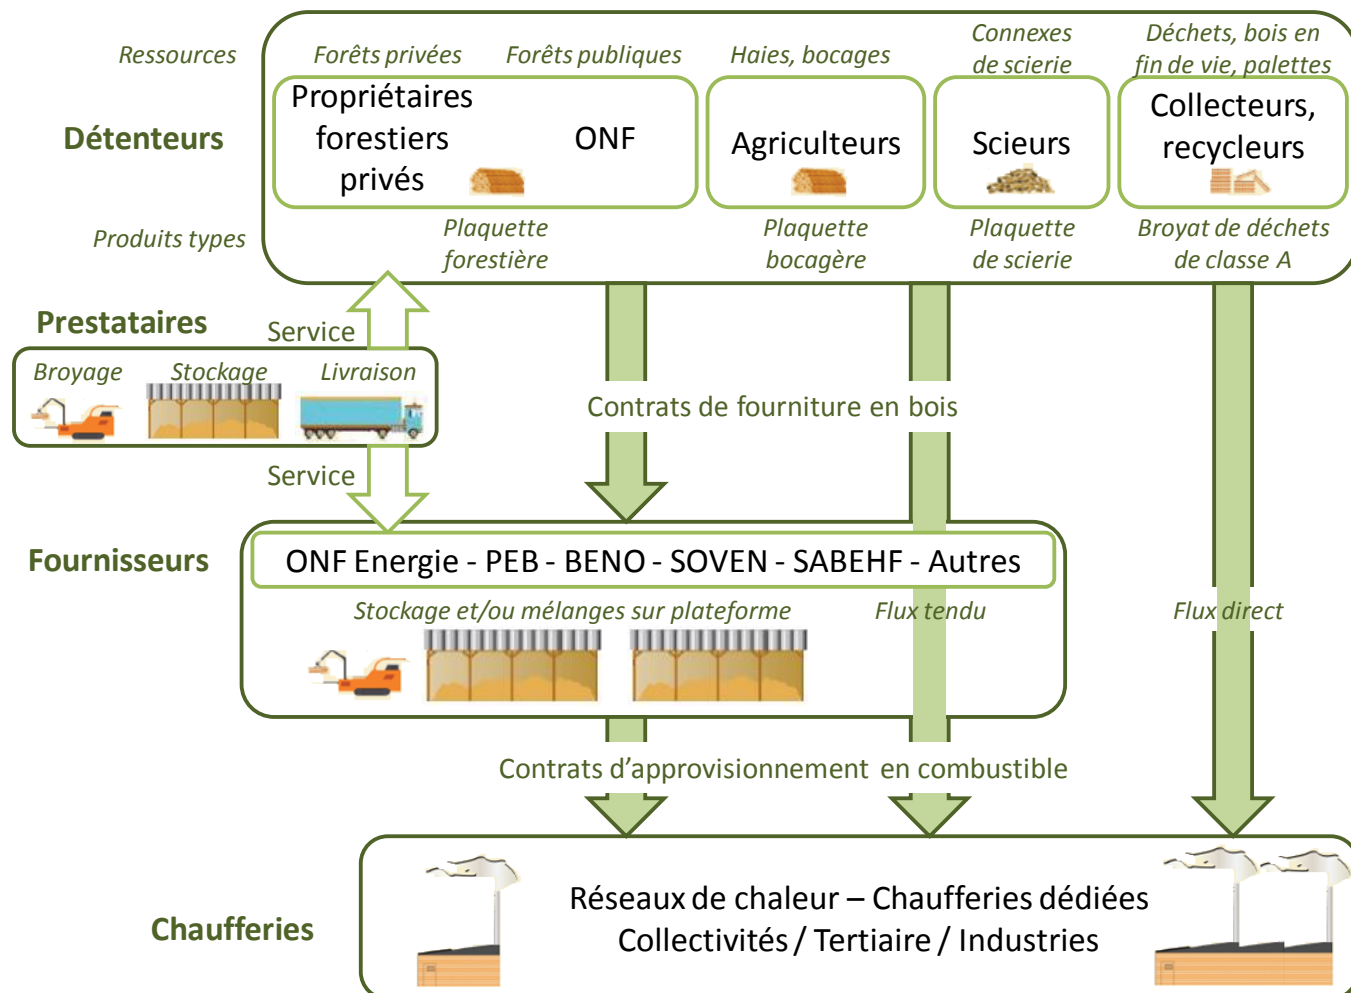 Ressources
Forêts privées
Forêts publiques
Haies, bocages
Connexes
de scierie
Déchets, bois en
fin de vie, palettes
Détenteurs
Propriétaires
forestiers
privés
ONF
Agriculteurs
Scieurs
Collecteurs,
recycleurs
Produits types
Plaquette
forestière
Plaquette
bocagère
Plaquette
de scierie
Broyat de déchets
de classe A
Prestataires
Service
Broyage
Stockage
Livraison
Service
Contrats de fourniture en bois
Fournisseurs
ONF Energie - PEB - BENO - SOVEN - SABEHF - Autres
Stockage et/ou mélanges sur plateforme
Flux tendu
Flux direct
Contrats d'approvisionnement en combustible
Chaufferies
Réseaux de chaleur – Chaufferies dédiées
Collectivités / Tertiaire / Industries